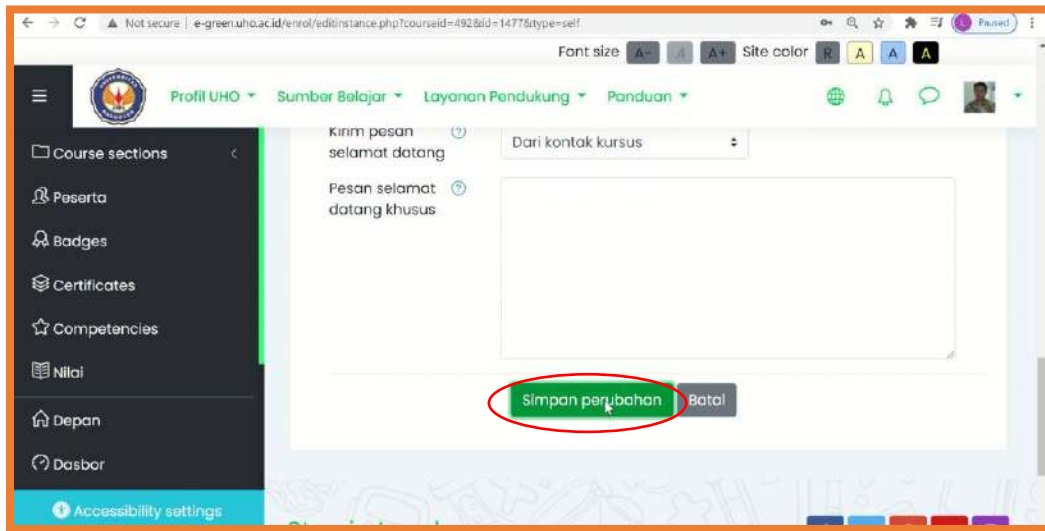 Not secure | e-green.uho.ac.id/enrol/editinstance.php?courseid=492&id=1477&type=self
Paused
Font size A- A A+ Site color R A A A
Profil UHO Sumber Belajar Layanan Pendukung Panduan
Course sections
Peserta
Badges
Certificates
Competencies
Nilai
Depan
Dasbor
Accessibility settings
Kirim pesan
selamat datang
Dari kontak kursus
Pesan selamat
datang khusus
Simpan perubahan
Batal